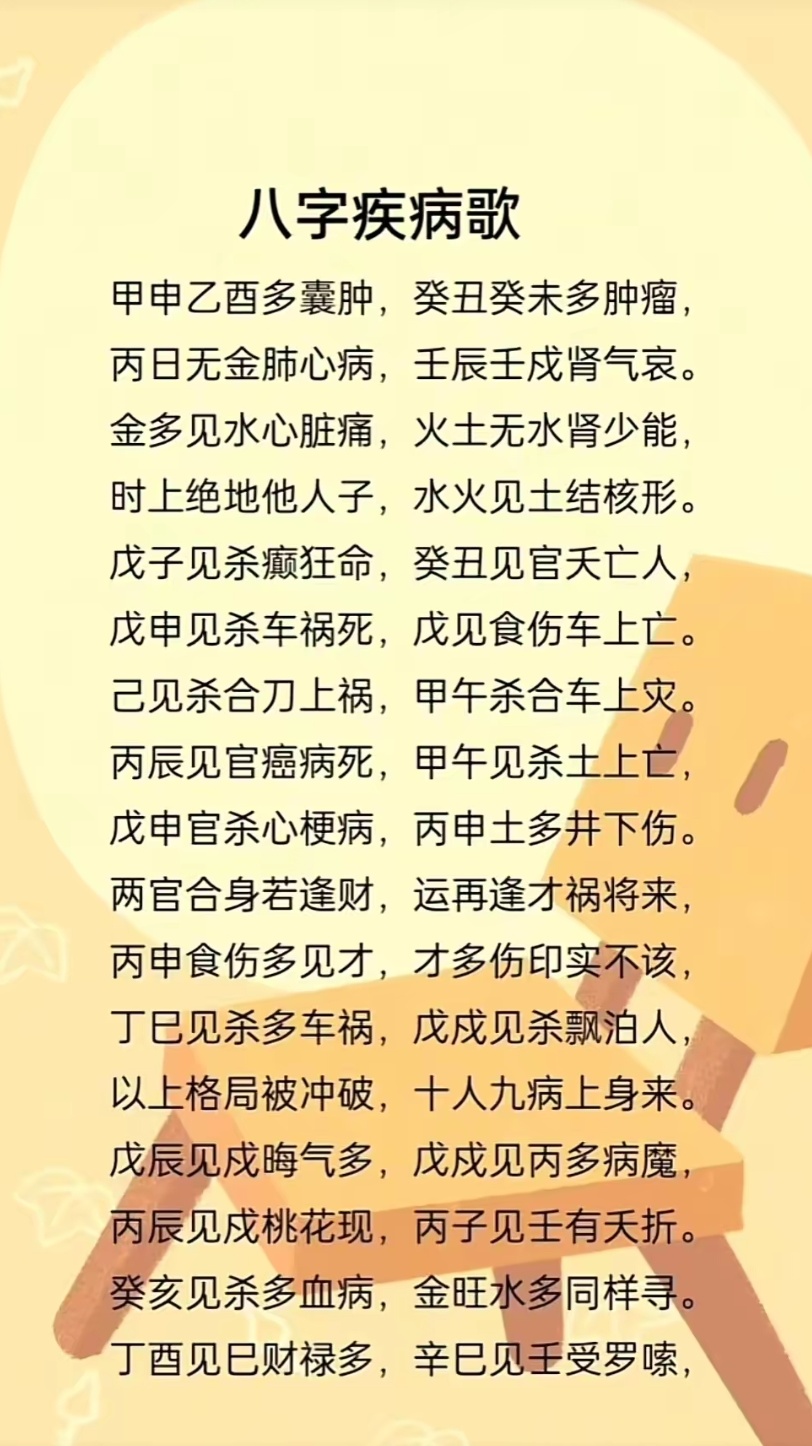 八字疾病歌
甲申乙酉多囊肿，癸丑癸未多肿瘤，
丙日无金肺心病，壬辰壬戌肾气哀。
金多见水心脏痛，火土无水肾少能，
时上绝地他人子，水火见土结核形。
戊子见杀癫狂命，癸丑见官夭亡人，
戊申见杀车祸死，戊见食伤车上亡。
己见杀合刀上祸，甲午杀合车上灾。
丙辰见官癌病死，甲午见杀土上亡，
戊申官杀心梗病，丙申土多井下伤。
两官合身若逢财，运再逢才祸将来，
丙申食伤多见才，才多伤印实不该，
丁巳见杀多车祸，戊戌见杀飘泊人，
以上格局被冲破，十人九病上身来。
戊辰见戌晦气多，戊戌见丙多病魔，
丙辰见戌桃花现，丙子见壬有夭折。
癸亥见杀多血病，金旺水多同样寻。
丁酉见巳财禄多，辛巳见壬受罗嗦，